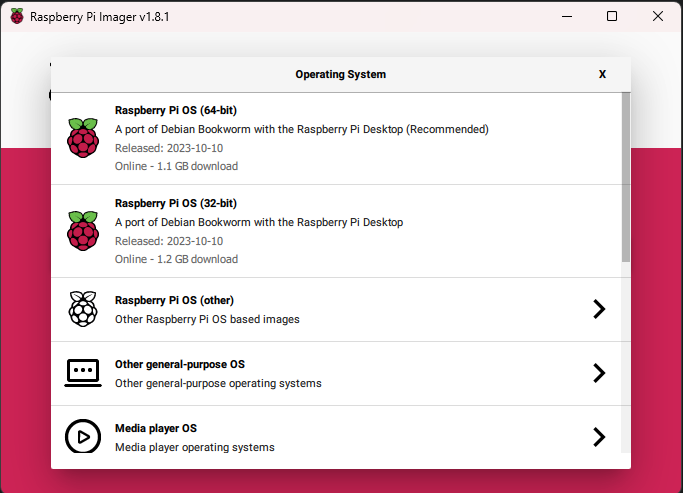 Raspberry Pi Imager v1.8.1
Operating System
X
Raspberry Pi OS (64-bit)
A port of Debian Bookworm with the Raspberry Pi Desktop (Recommended)
Released: 2023-10-10
Online - 1.1 GB download
Raspberry Pi OS (32-bit)
A port of Debian Bookworm with the Raspberry Pi Desktop
Released: 2023-10-10
Online - 1.2 GB download
Raspberry Pi OS (other)
Other Raspberry Pi OS based images
Other general-purpose OS
Other general-purpose operating systems
Media player OS
Media player operating systems